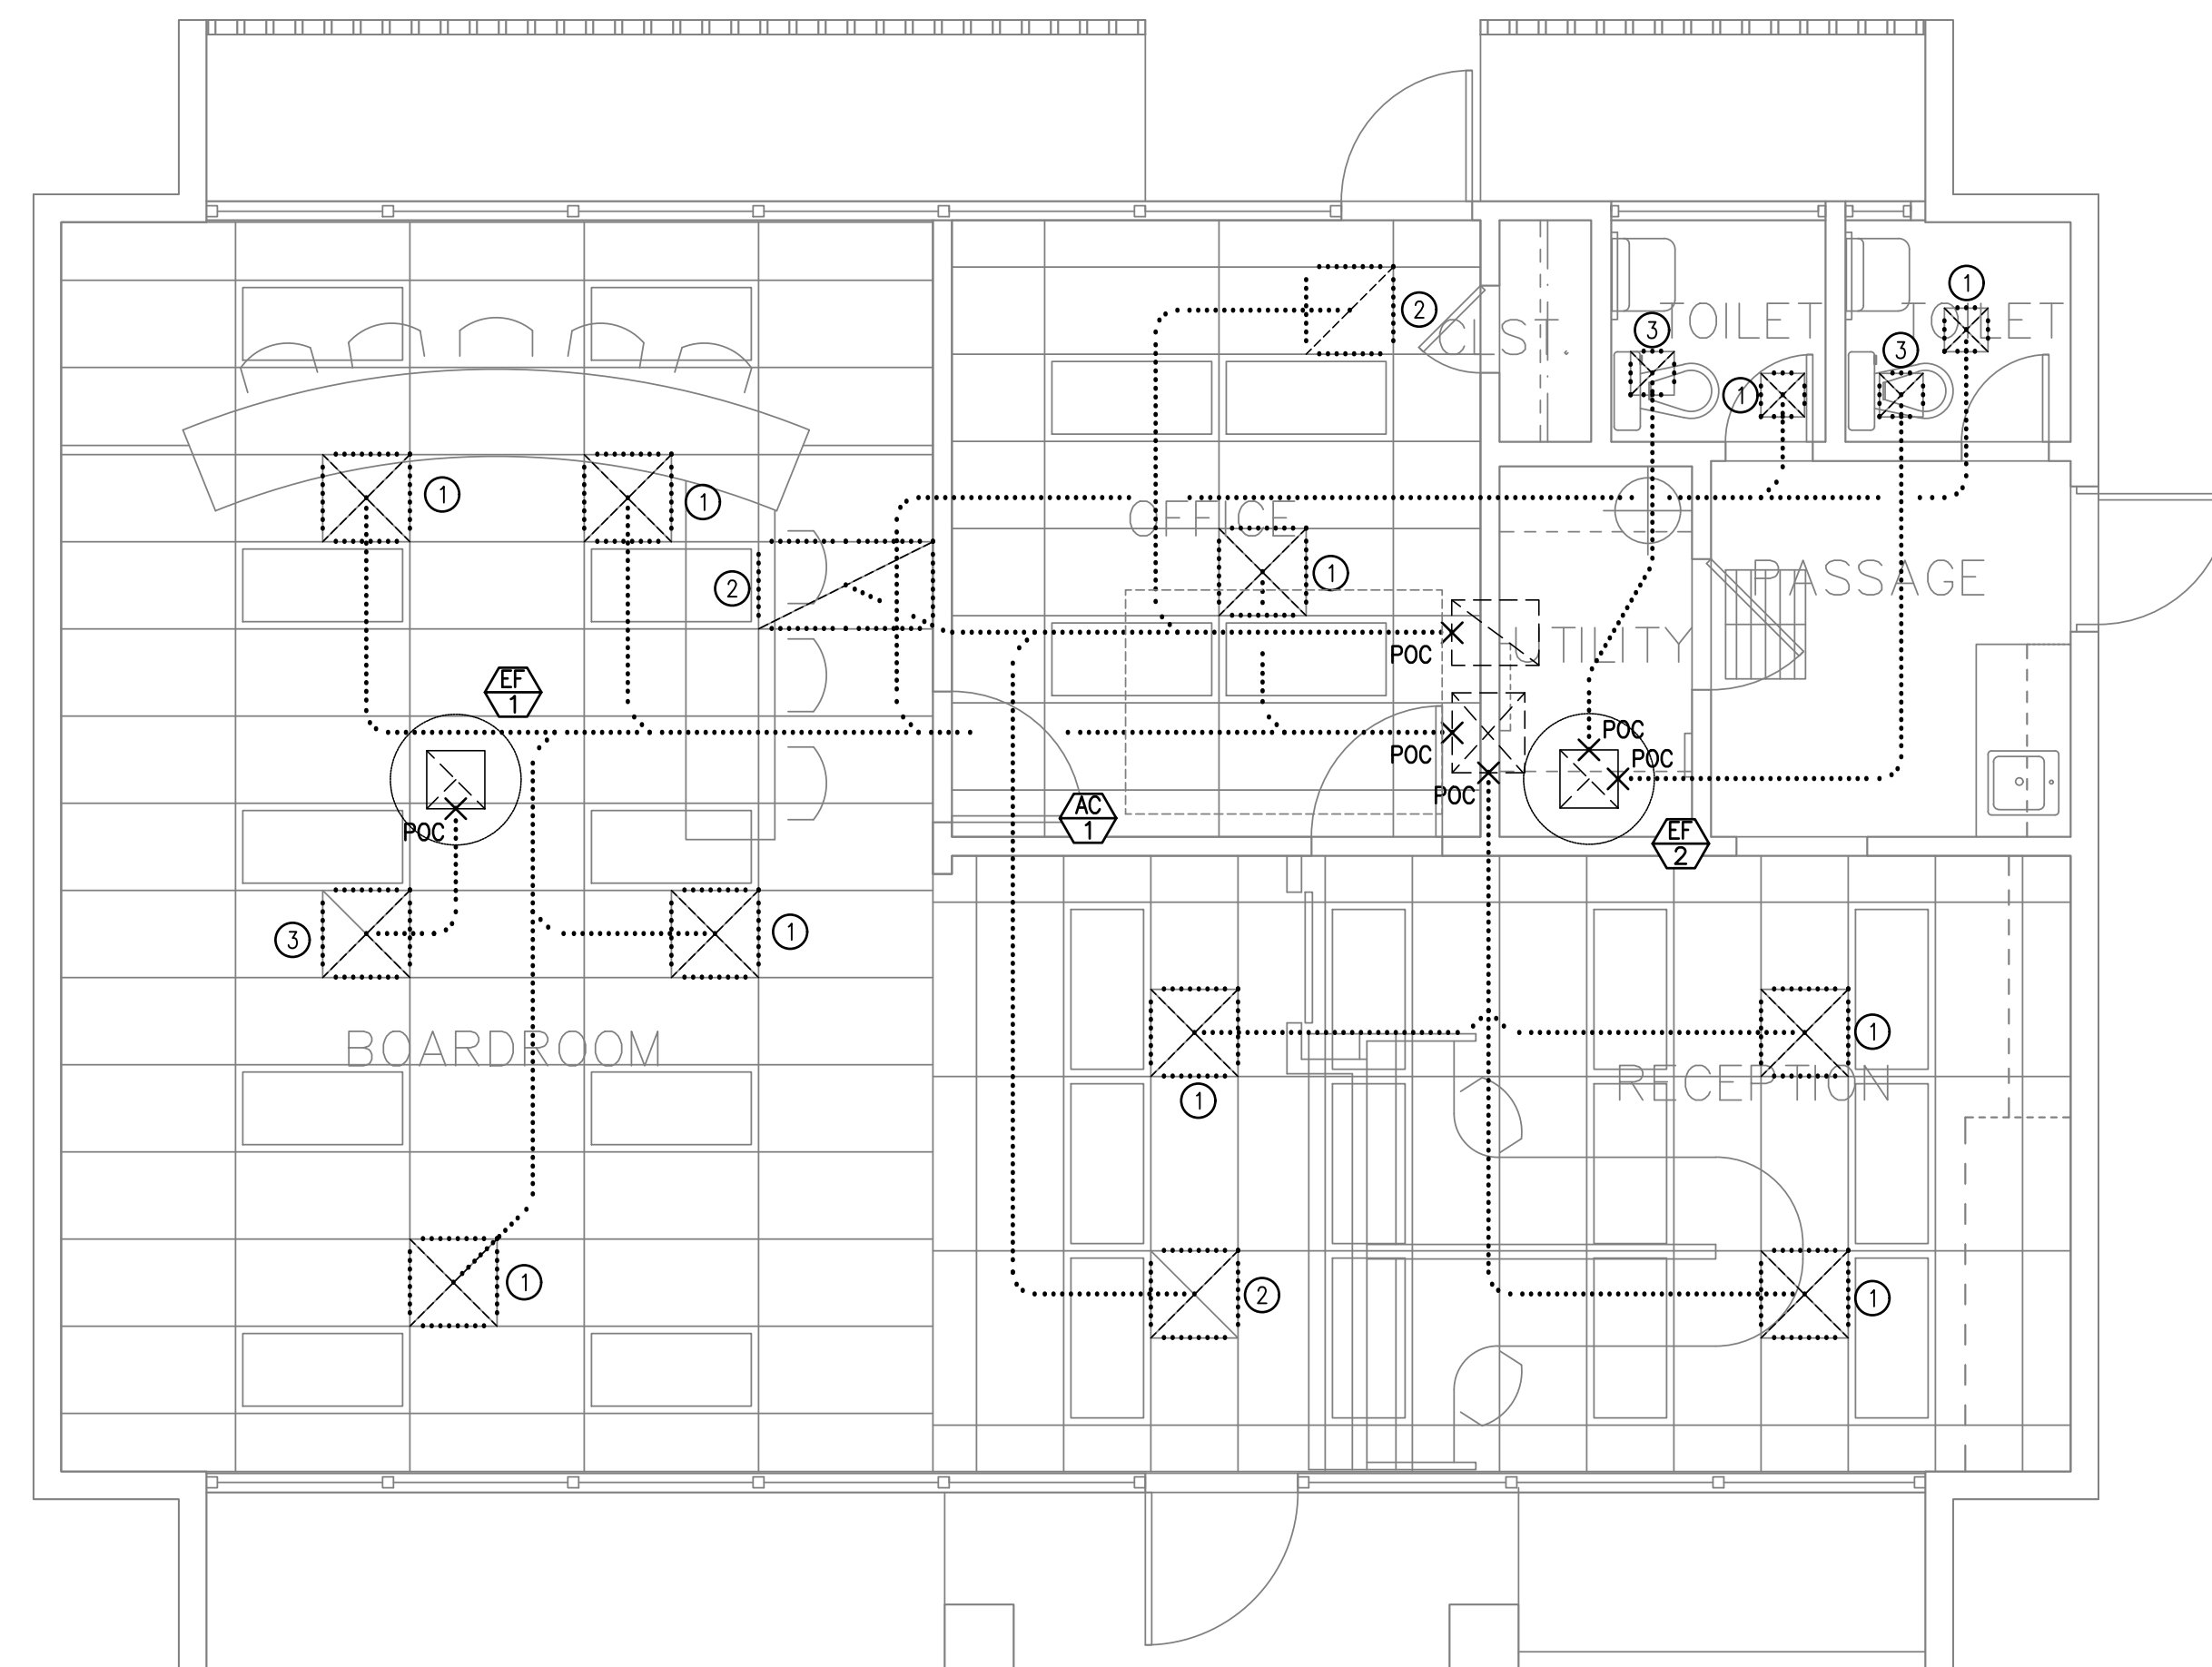 1
2
3
TOILET
TOILET
CLST.
3
1
3
1
1
OFFICE
1
2
PASSAGE
UTILITY
POC
EF
1
POC
POC
POC
POC
AC
1
POC
EF
2
3
1
BOARDROOM
1
RECEPTION
1
1
2
1